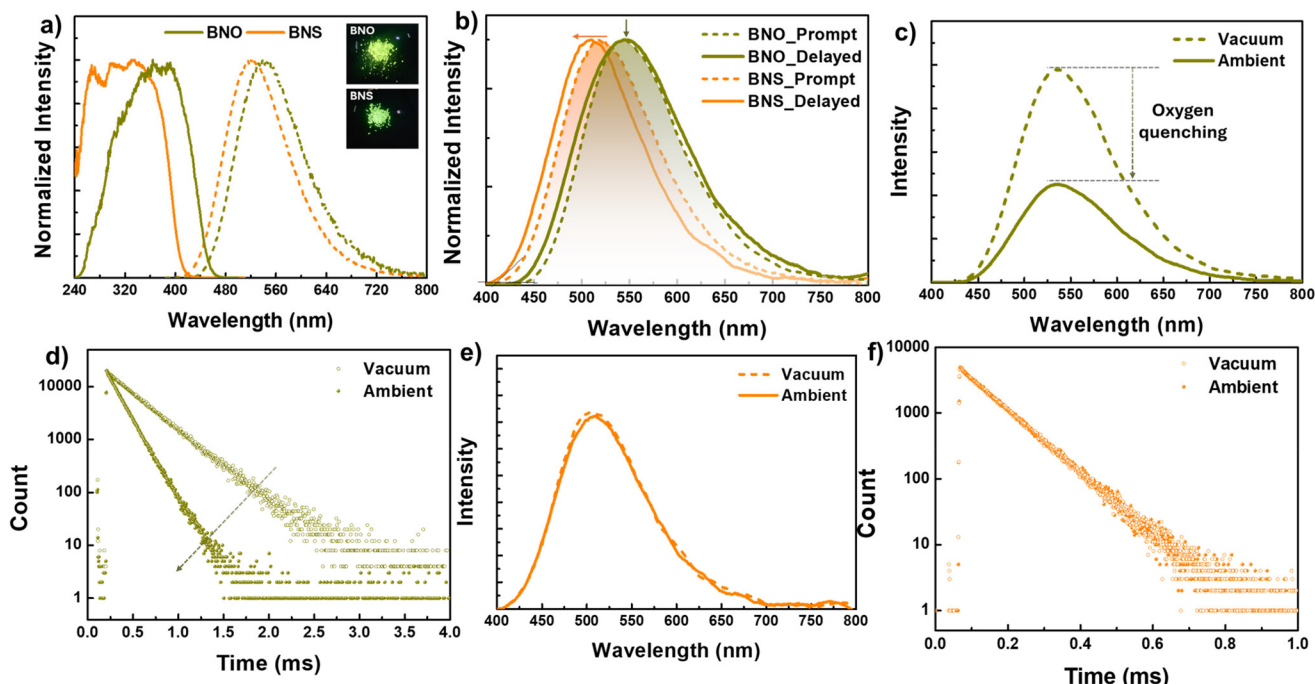 a)
BNO
BNS
BNO
BNS
Normalized Intensity
240 320 400 480 560 640 720 800
Wavelength (nm)
b)
BNO_Prompt
BNO_Delayed
BNS_Prompt
BNS_Delayed
Normalized Intensity
400 450 500 550 600 650 700 750 800
Wavelength (nm)
c)
Vacuum
Ambient
Oxygen
quenching
Intensity
400 450 500 550 600 650 700 750 800
Wavelength (nm)
d)
Vacuum
Ambient
10000
1000
100
10
1
Count
0.0 0.5 1.0 1.5 2.0 2.5 3.0 3.5 4.0
Time (ms)
e)
Vacuum
Ambient
Intensity
400 450 500 550 600 650 700 750 800
Wavelength (nm)
f)
Vacuum
Ambient
10000
1000
100
10
1
Count
0.0 0.2 0.4 0.6 0.8 1.0
Time (ms)